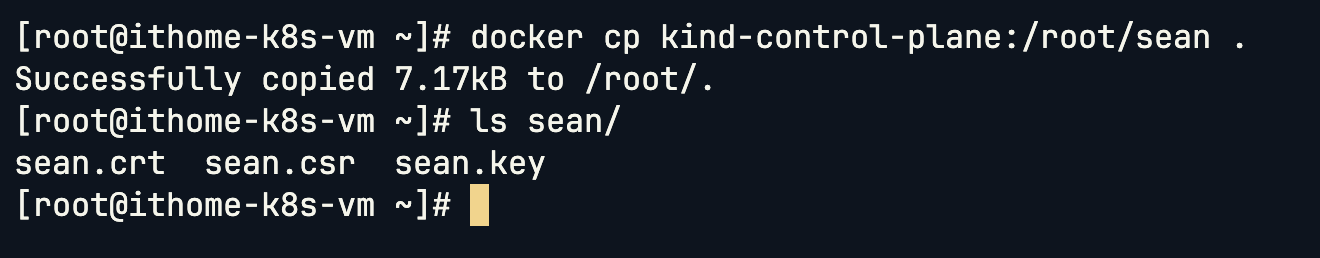 [root@ithome-k8s-vm ~]# docker cp kind-control-plane:/root/sean .
Successfully copied 7.17kB to /root/.
[root@ithome-k8s-vm ~]# ls sean/
sean.crt  sean.csr  sean.key
[root@ithome-k8s-vm ~]#